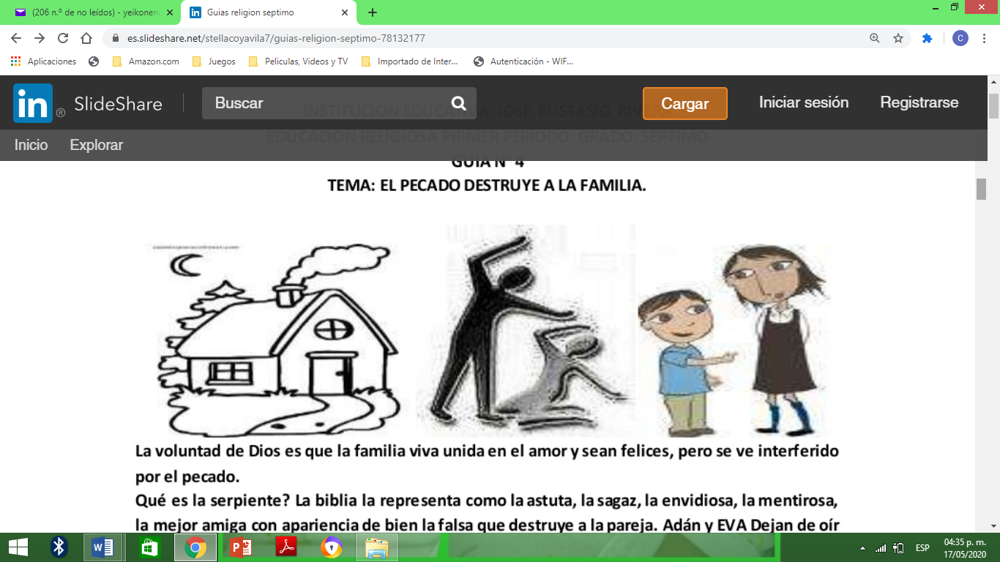 (206 n.º de no leídos) - yeikonen
Guias religion septimo
es.slideshare.net/stellacoyavila7/guias-religion-septimo-78132177
C
Aplicaciones
Amazon.com
Juegos
Peliculas, Videos y TV
Importado de Inter...
Autenticación - WIF...
in® SlideShare
Buscar
Cargar
Iniciar sesión
Registrarse
INSTITUCION EDUCATIVA JOSE EUSTASIO RIVERA
EDUCACION RELIGIOSA PRIMER PERIODO GRADO: SEPTIMO
Inicio
Explorar
GUIA N° 4
TEMA: EL PECADO DESTRUYE A LA FAMILIA.
La voluntad de Dios es que la familia viva unida en el amor y sean felices, pero se ve interferido
por el pecado.
Qué es la serpiente? La biblia la representa como la astuta, la sagaz, la envidiosa, la mentirosa,
la mejor amiga con apariencia de bien la falsa que destruye a la pareja. Adán y EVA Dejan de oír
ESP
04:35 p. m.
17/05/2020